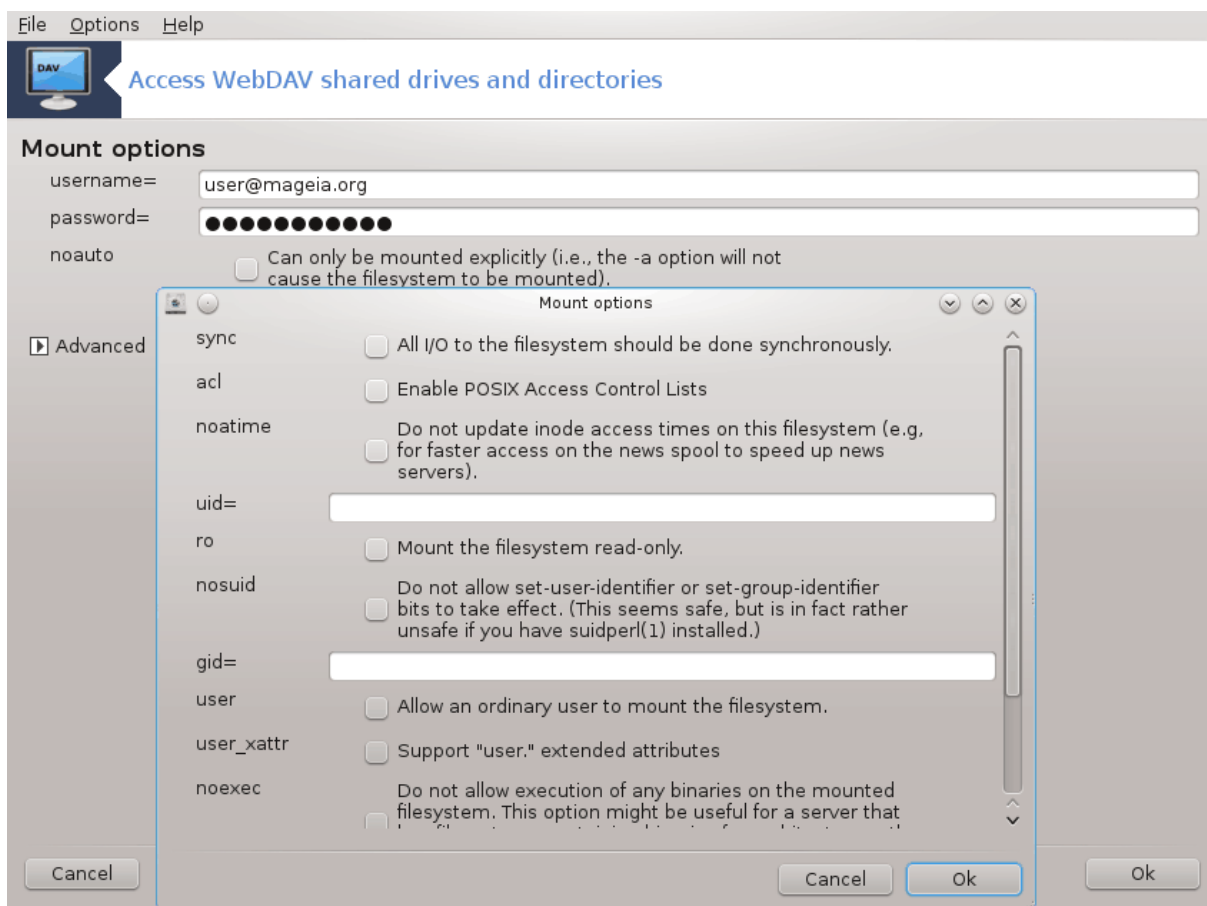 File Options Help
DAV
Access WebDAV shared drives and directories
Mount options
username=
user@mageia.org
password=
●●●●●●●●●●●
noauto
Can only be mounted explicitly (i.e., the -a option will not
cause the filesystem to be mounted).
Advanced
Mount options
sync
All I/O to the filesystem should be done synchronously.
acl
Enable POSIX Access Control Lists
noatime
Do not update inode access times on this filesystem (e.g,
for faster access on the news spool to speed up news
servers).
uid=
ro
Mount the filesystem read-only.
nosuid
Do not allow set-user-identifier or set-group-identifier
bits to take effect. (This seems safe, but is in fact rather
unsafe if you have suidperl(1) installed.)
gid=
user
Allow an ordinary user to mount the filesystem.
user_xattr
Support "user." extended attributes
noexec
Do not allow execution of any binaries on the mounted
filesystem. This option might be useful for a server that
Cancel Ok
Cancel Ok